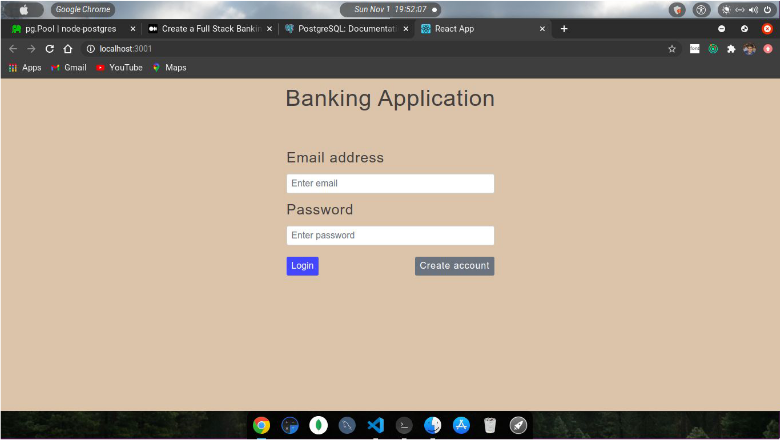 Google Chrome
Sun Nov 1 19:52:07
pg.Pool | node-postgres
Create a Full Stack Bankin
PostgreSQL: Documentati
React App
localhost:3001
Apps
Gmail
YouTube
Maps
Banking Application
Email address
Enter email
Password
Enter password
Login
Create account